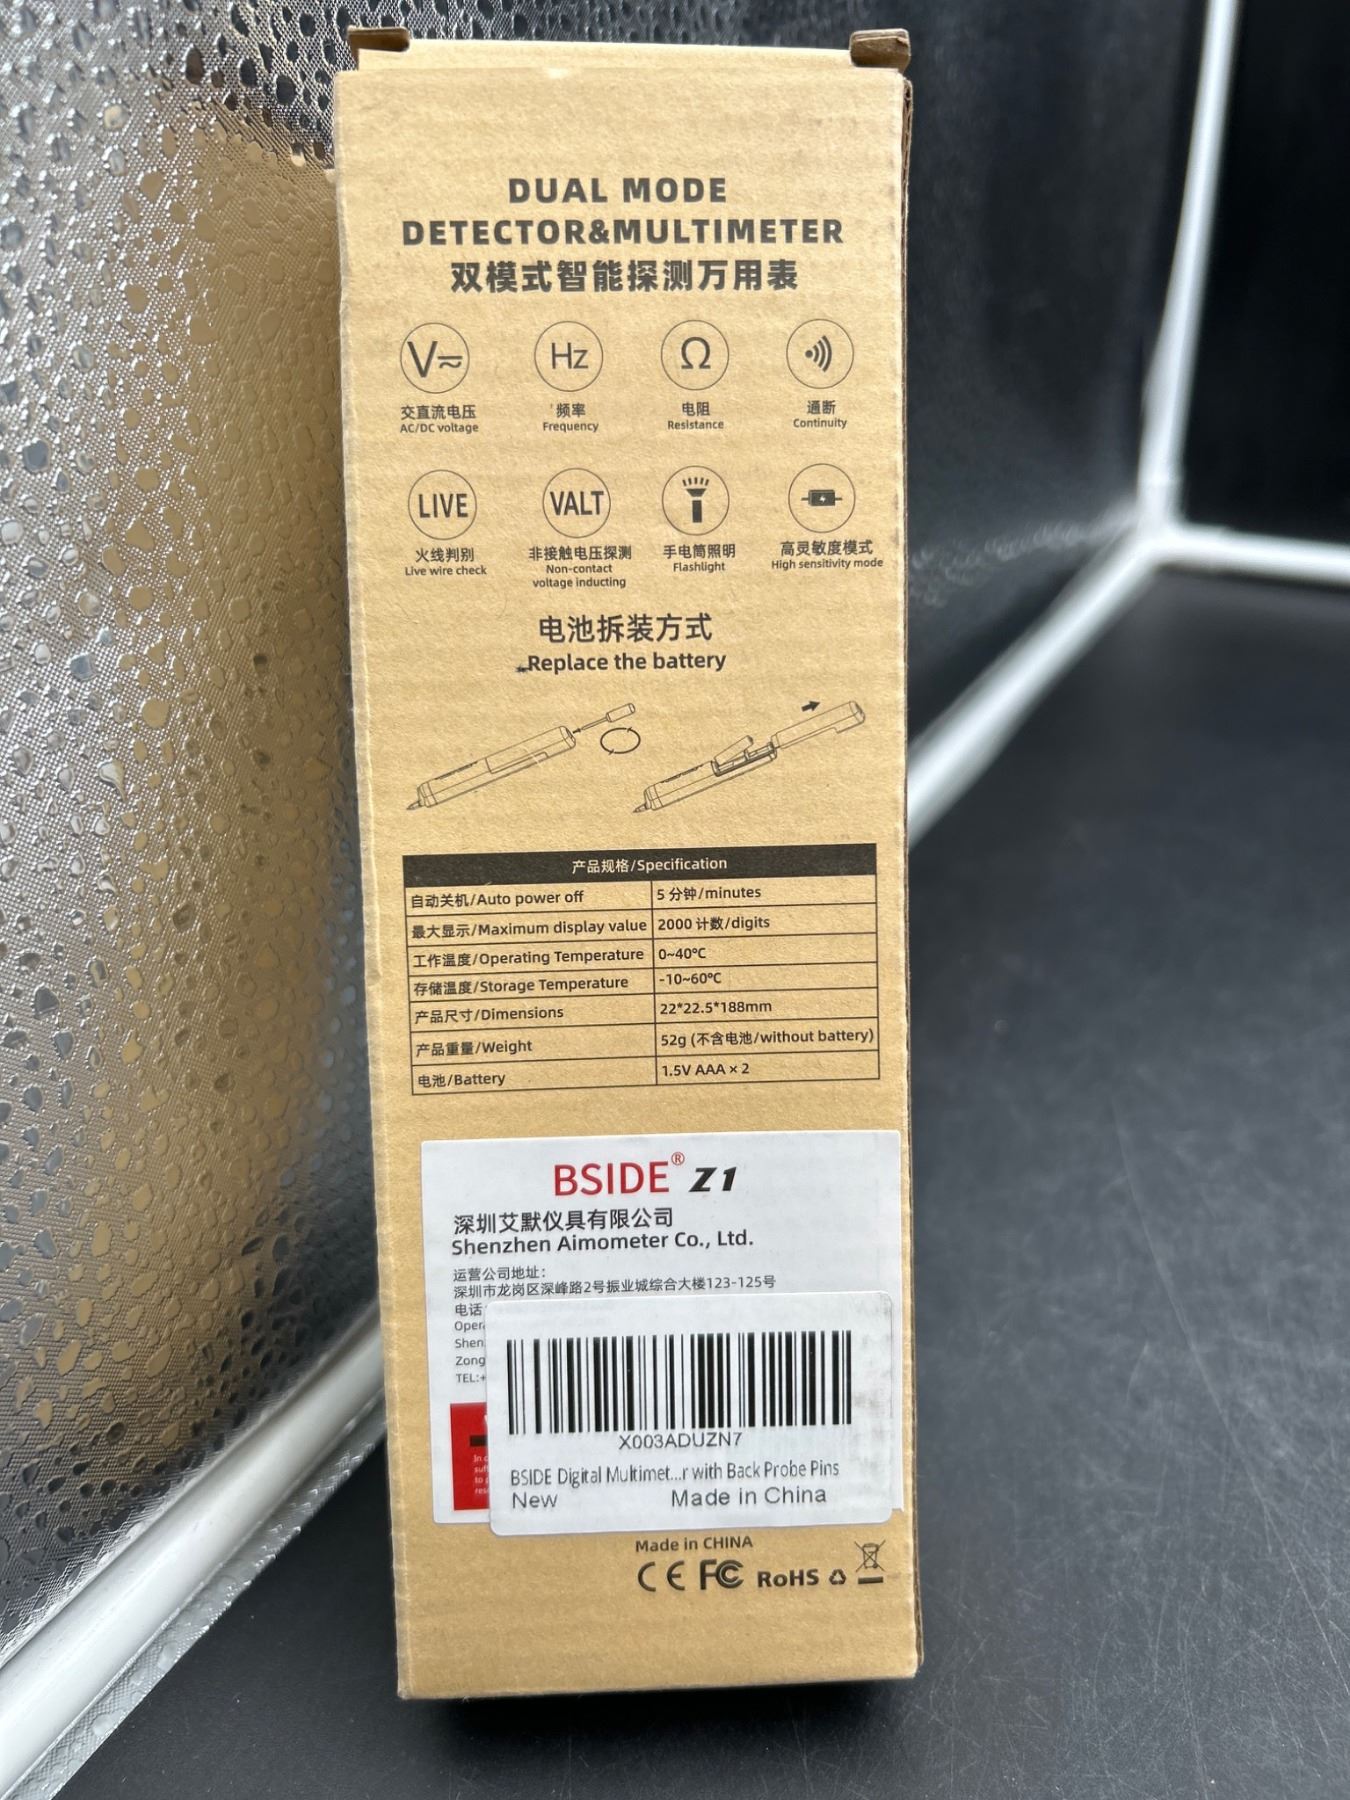 DUAL MODE
DETECTOR&MULTIMETER
双模式智能探测万用表
V Hz Ω
交直流电压 频率 电阻 通断
AC/DC voltage Frequency Resistance Continuity
LIVE VALT
火线判别 非接触电压探测 手电筒照明 高灵敏度模式
Live wire check Non-contact voltage inducting Flashlight High sensitivity mode
电池拆装方式
Replace the battery
产品规格/Specification
自动关机/Auto power off 5 分钟/minutes
最大显示/Maximum display value 2000 计数/digits
工作温度/Operating Temperature 0~40℃
存储温度/Storage Temperature -10~60℃
产品尺寸/Dimensions 22*22.5*188mm
产品重量/Weight 52g (不含电池/without battery)
电池/Battery 1.5V AAA × 2
BSIDE® Z1
深圳艾默仪具有限公司
Shenzhen Aimometer Co., Ltd.
运营公司地址:
深圳市龙岗区深峰路2号振业城综合大楼123-125号
电话
Oper
Shen
Zong
TEL:+
X003ADUZN7
BSIDE Digital Multimet...r with Back Probe Pins
New Made in China
Made in CHINA
CE FC RoHS